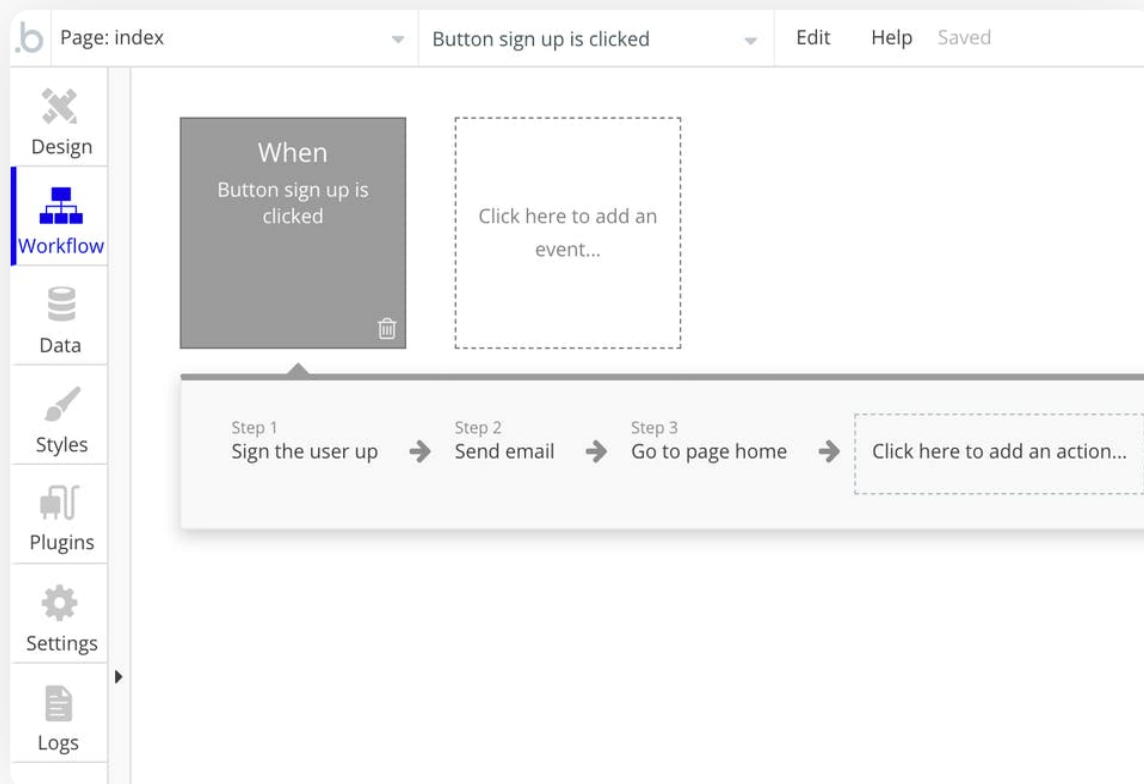 .b Page: index
Button sign up is clicked
Edit
Help
Saved
Design
Workflow
Data
Styles
Plugins
Settings
Logs
When
Button sign up is
clicked
Click here to add an
event...
Step 1
Sign the user up
Step 2
Send email
Step 3
Go to page home
Click here to add an action...